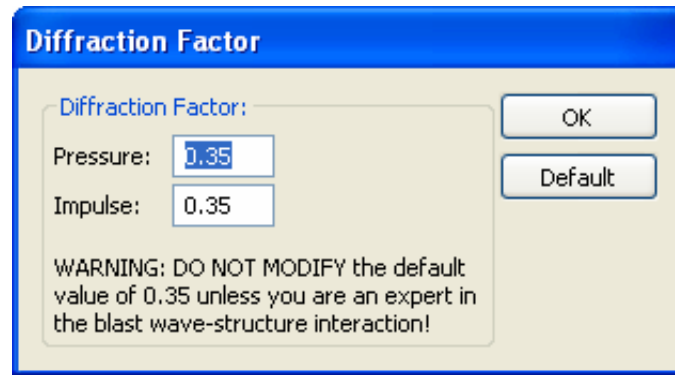 Diffraction Factor
Diffraction Factor:
OK
Pressure: 0.35
Default
Impulse: 0.35
WARNING: DO NOT MODIFY the default
value of 0.35 unless you are an expert in
the blast wave-structure interaction!